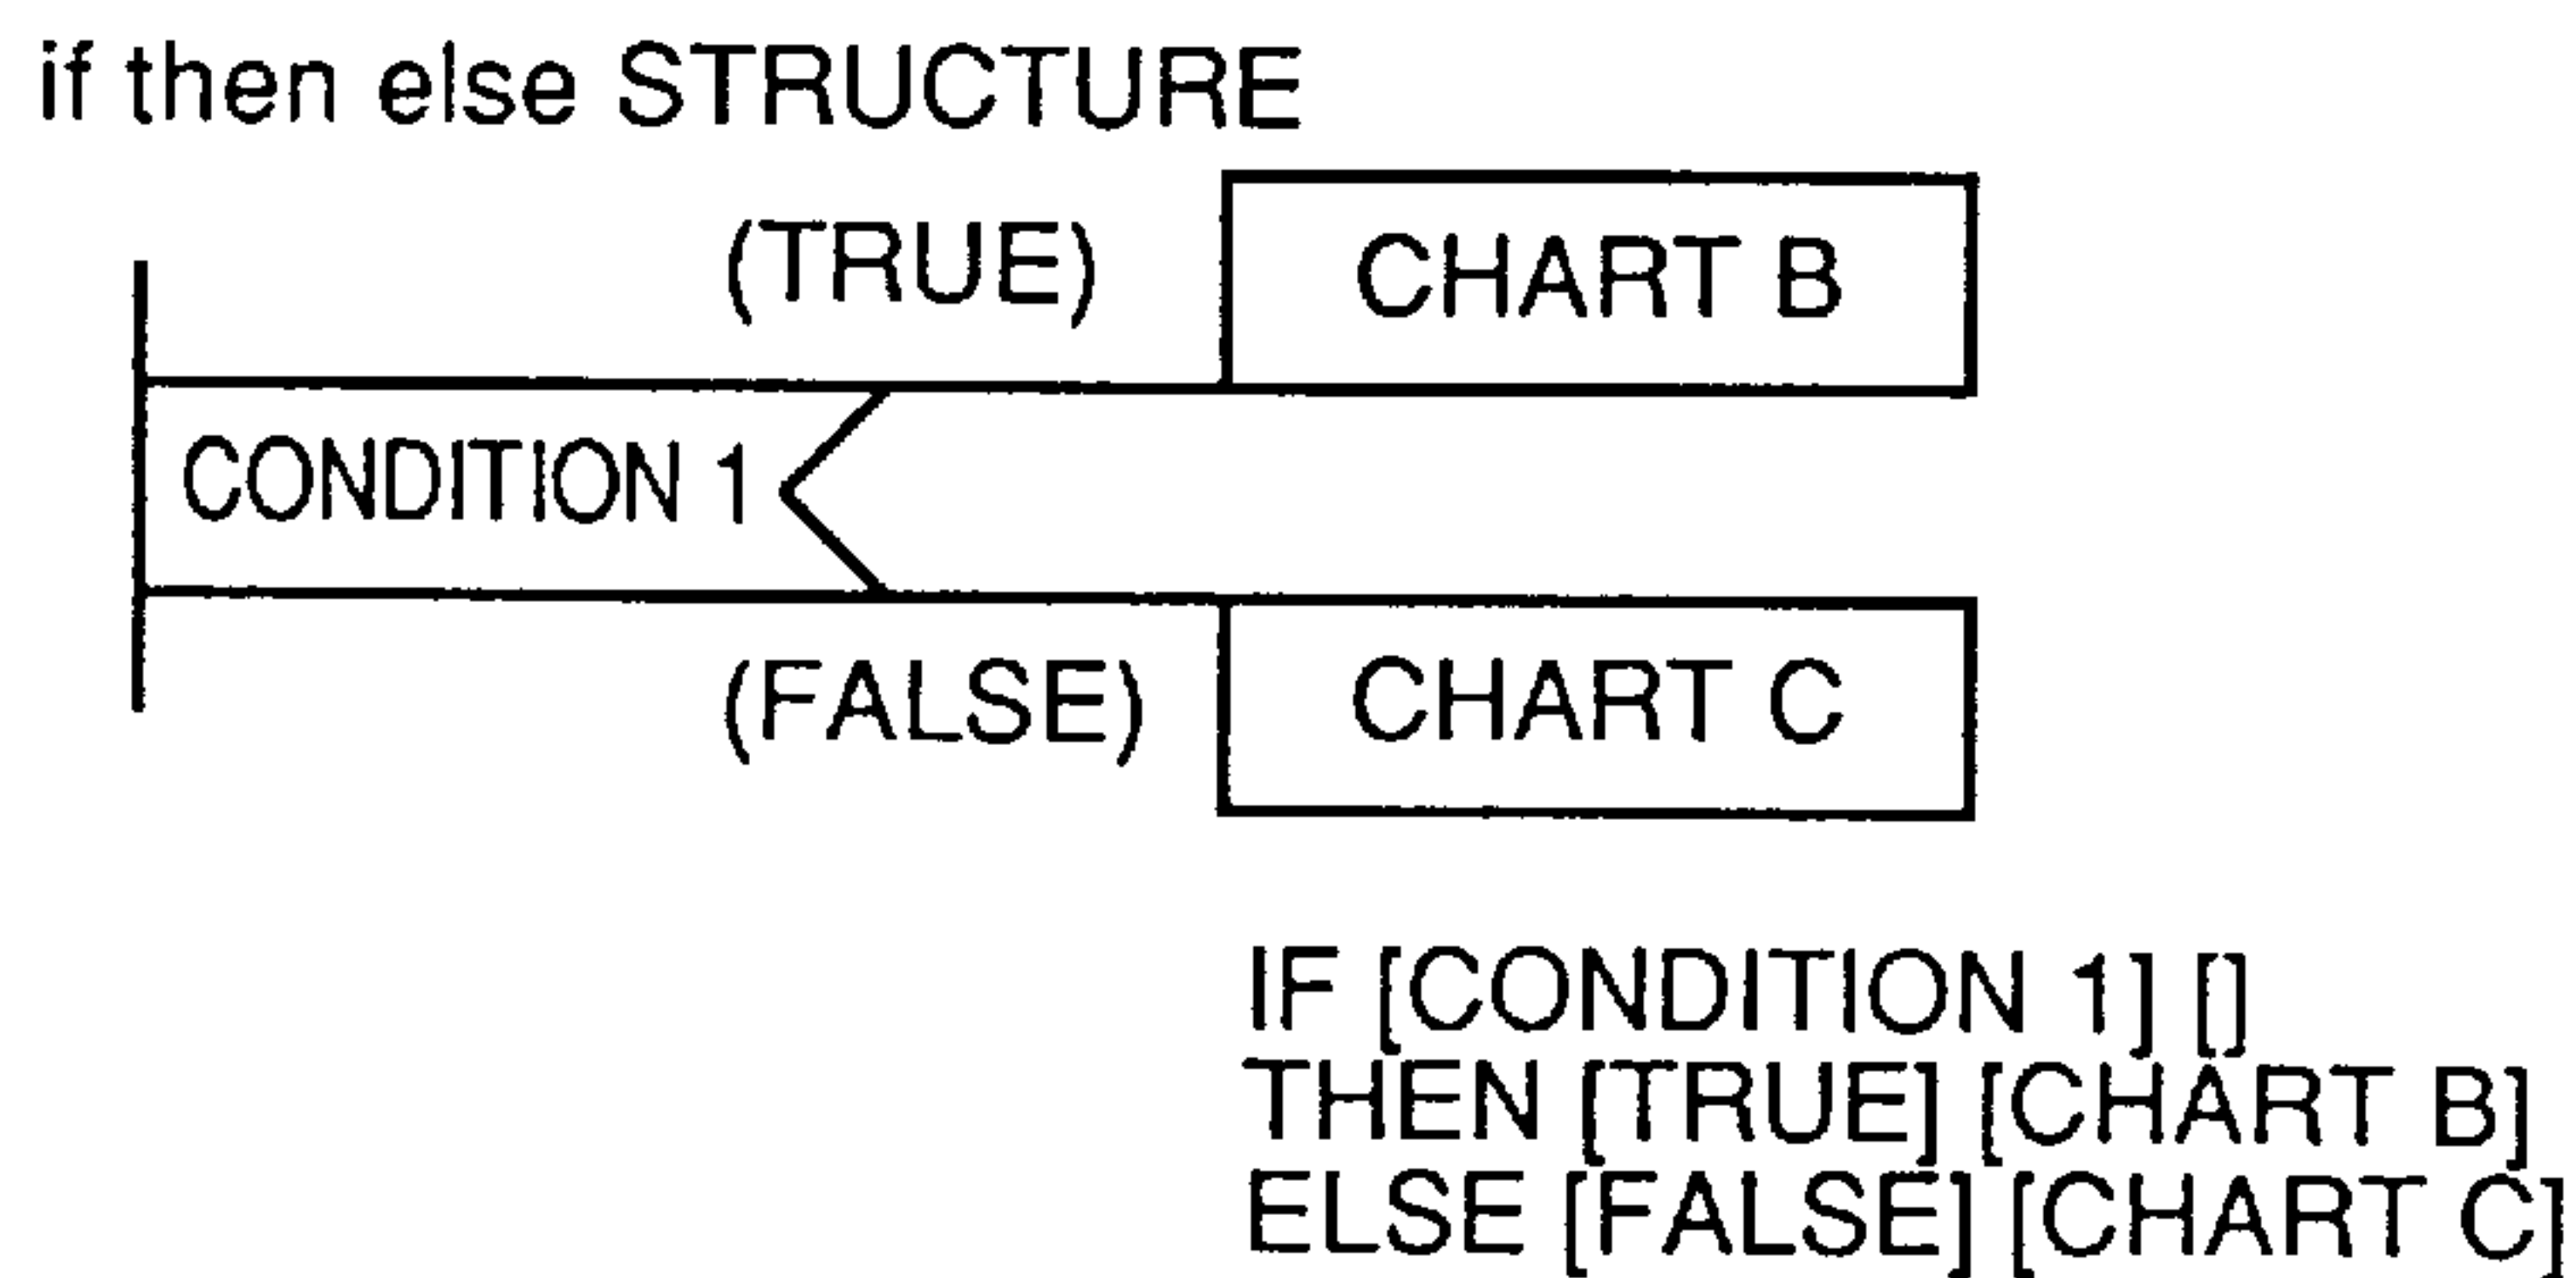 if then else STRUCTURE
(TRUE)
CHART B
CONDITION 1
(FALSE)
CHART C
IF [CONDITION 1] []
THEN [TRUE] [CHART B]
ELSE [FALSE] [CHART C]